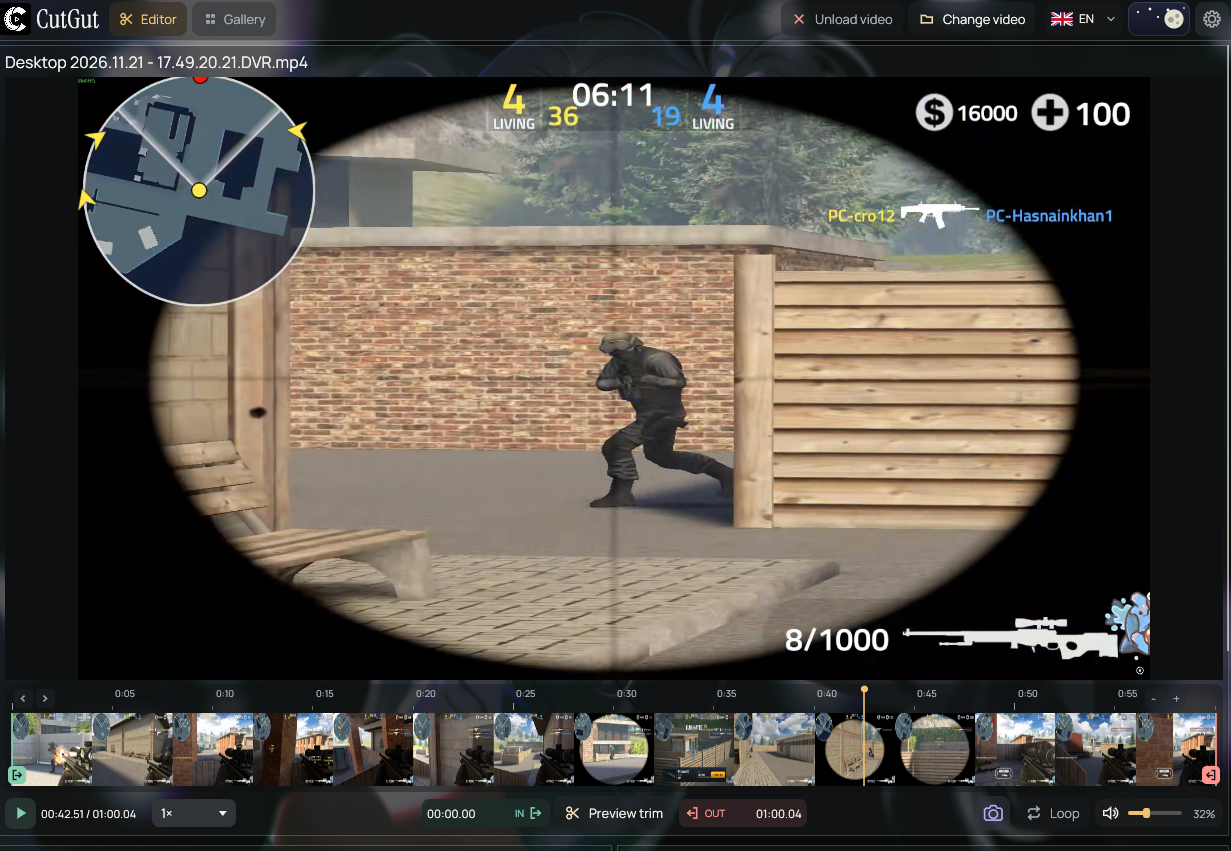 CutGut
Editor
Gallery
Unload video
Change video
EN
Desktop 2026.11.21 - 17.49.20.21.DVR.mp4
4 LIVING 36 06:11 19 4 LIVING
$ 16000 100
PC-cro12 PC-Hasnainkhan1
8/1000
0:05 0:10 0:15 0:20 0:25 0:30 0:35 0:40 0:45 0:50 0:55
00:42.51 / 01:00.04
1×
00:00.00 IN
Preview trim
OUT 01:00.04
Loop
32%